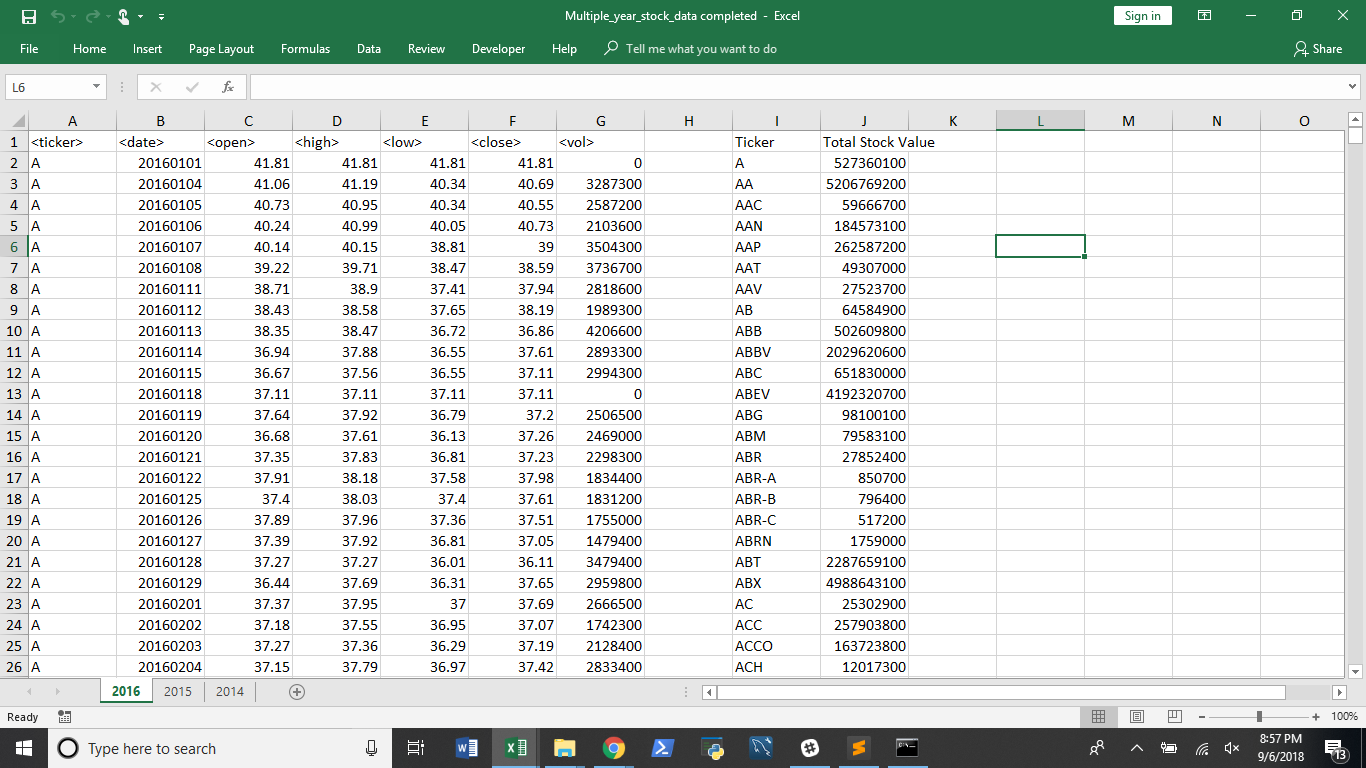 Multiple_year_stock_data completed - Excel
Sign in
File Home Insert Page Layout Formulas Data Review Developer Help Tell me what you want to do Share
L6 fx
A B C D E F G H I J K L M N O
1 <ticker> <date> <open> <high> <low> <close> <vol> Ticker Total Stock Value
2 A 20160101 41.81 41.81 41.81 41.81 0 A 527360100
3 A 20160104 41.06 41.19 40.34 40.69 3287300 AA 5206769200
4 A 20160105 40.73 40.95 40.34 40.55 2587200 AAC 59666700
5 A 20160106 40.24 40.99 40.05 40.73 2103600 AAN 184573100
6 A 20160107 40.14 40.15 38.81 39 3504300 AAP 262587200
7 A 20160108 39.22 39.71 38.47 38.59 3736700 AAT 49307000
8 A 20160111 38.71 38.9 37.41 37.94 2818600 AAV 27523700
9 A 20160112 38.43 38.58 37.65 38.19 1989300 AB 64584900
10 A 20160113 38.35 38.47 36.72 36.86 4206600 ABB 502609800
11 A 20160114 36.94 37.88 36.55 37.61 2893300 ABBV 2029620600
12 A 20160115 36.67 37.56 36.55 37.11 2994300 ABC 651830000
13 A 20160118 37.11 37.11 37.11 37.11 0 ABEV 4192320700
14 A 20160119 37.64 37.92 36.79 37.2 2506500 ABG 98100100
15 A 20160120 36.68 37.61 36.13 37.26 2469000 ABM 79583100
16 A 20160121 37.35 37.83 36.81 37.23 2298300 ABR 27852400
17 A 20160122 37.91 38.18 37.58 37.98 1834400 ABR-A 850700
18 A 20160125 37.4 38.03 37.4 37.61 1831200 ABR-B 796400
19 A 20160126 37.89 37.96 37.36 37.51 1755000 ABR-C 517200
20 A 20160127 37.39 37.92 36.81 37.05 1479400 ABRN 1759000
21 A 20160128 37.27 37.27 36.01 36.11 3479400 ABT 2287659100
22 A 20160129 36.44 37.69 36.31 37.65 2959800 ABX 4988643100
23 A 20160201 37.37 37.95 37 37.69 2666500 AC 25302900
24 A 20160202 37.18 37.55 36.95 37.07 1742300 ACC 257903800
25 A 20160203 37.27 37.36 36.29 37.19 2128400 ACCO 163723800
26 A 20160204 37.15 37.79 36.97 37.42 2833400 ACH 12017300
2016 2015 2014
Ready 100%
Type here to search
8:57 PM
9/6/2018
13